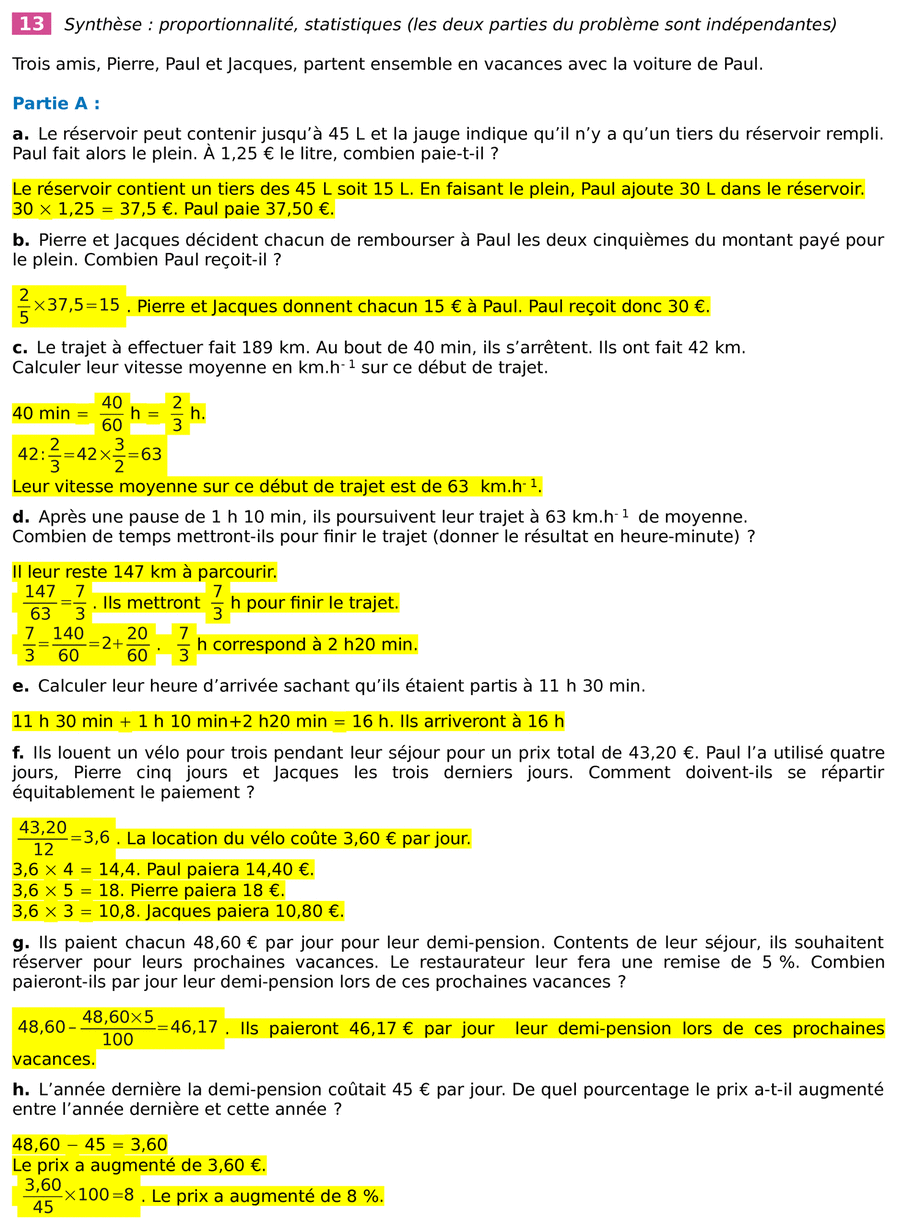 13 Synthèse : proportionnalité, statistiques (les deux parties du problème sont indépendantes)
Trois amis, Pierre, Paul et Jacques, partent ensemble en vacances avec la voiture de Paul.
Partie A :
a. Le réservoir peut contenir jusqu’à 45 L et la jauge indique qu’il n’y a qu’un tiers du réservoir rempli.
Paul fait alors le plein. À 1,25 € le litre, combien paie-t-il ?
Le réservoir contient un tiers des 45 L soit 15 L. En faisant le plein, Paul ajoute 30 L dans le réservoir.
30 × 1,25 = 37,5 €. Paul paie 37,50 €.
b. Pierre et Jacques décident chacun de rembourser à Paul les deux cinquièmes du montant payé pour
le plein. Combien Paul reçoit-il ?
2/5 ×37,5=15 . Pierre et Jacques donnent chacun 15 € à Paul. Paul reçoit donc 30 €.
c. Le trajet à effectuer fait 189 km. Au bout de 40 min, ils s’arrêtent. Ils ont fait 42 km.
Calculer leur vitesse moyenne en km.h⁻¹ sur ce début de trajet.
40 min = 40/60 h = 2/3 h.
42:2/3=42×3/2=63
Leur vitesse moyenne sur ce début de trajet est de 63 km.h⁻¹.
d. Après une pause de 1 h 10 min, ils poursuivent leur trajet à 63 km.h⁻¹ de moyenne.
Combien de temps mettront-ils pour finir le trajet (donner le résultat en heure-minute) ?
Il leur reste 147 km à parcourir.
147/63=7/3 . Ils mettront 7/3 h pour finir le trajet.
7/3=140/60=2+20/60 . 7/3 h correspond à 2 h20 min.
e. Calculer leur heure d’arrivée sachant qu’ils étaient partis à 11 h 30 min.
11 h 30 min + 1 h 10 min+2 h20 min = 16 h. Ils arriveront à 16 h
f. Ils louent un vélo pour trois pendant leur séjour pour un prix total de 43,20 €. Paul l’a utilisé quatre
jours, Pierre cinq jours et Jacques les trois derniers jours. Comment doivent-ils se répartir
équitablement le paiement ?
43,20/12=3,6 . La location du vélo coûte 3,60 € par jour.
3,6 × 4 = 14,4. Paul paiera 14,40 €.
3,6 × 5 = 18. Pierre paiera 18 €.
3,6 × 3 = 10,8. Jacques paiera 10,80 €.
g. Ils paient chacun 48,60 € par jour pour leur demi-pension. Contents de leur séjour, ils souhaitent
réserver pour leurs prochaines vacances. Le restaurateur leur fera une remise de 5 %. Combien
paieront-ils par jour leur demi-pension lors de ces prochaines vacances ?
48,60–48,60×5/100=46,17 . Ils paieront 46,17 € par jour leur demi-pension lors de ces prochaines
vacances.
h. L’année dernière la demi-pension coûtait 45 € par jour. De quel pourcentage le prix a-t-il augmenté
entre l’année dernière et cette année ?
48,60 − 45 = 3,60
Le prix a augmenté de 3,60 €.
3,60/45×100=8 . Le prix a augmenté de 8 %.